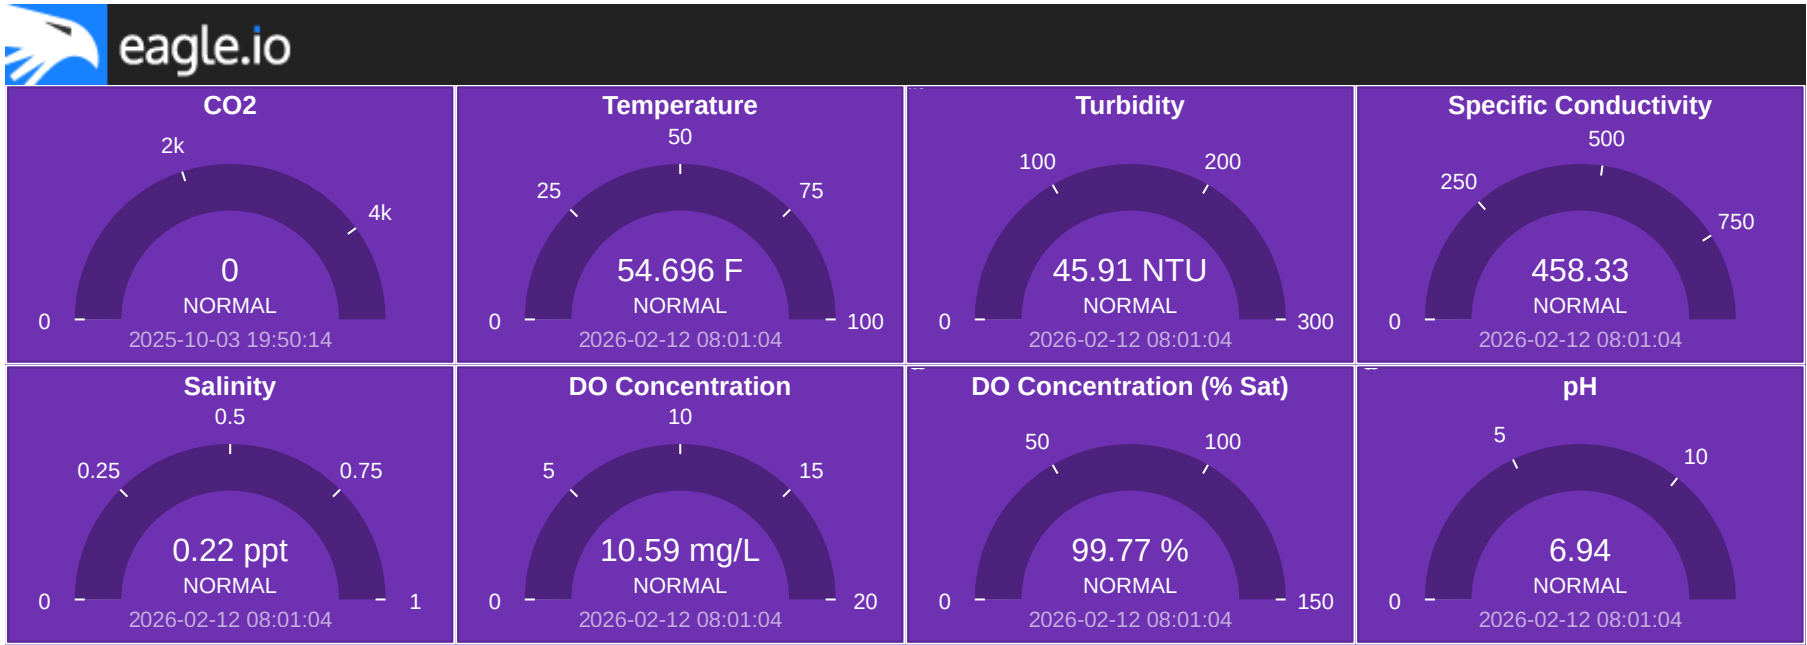 eagle.io
CO2
2k
4k
0
0
NORMAL
2025-10-03 19:50:14
Temperature
50
25
75
54.696 F
NORMAL
0
100
2026-02-12 08:01:04
Turbidity
100
200
45.91 NTU
NORMAL
0
300
2026-02-12 08:01:04
Specific Conductivity
500
250
750
458.33
NORMAL
0
2026-02-12 08:01:04
Salinity
0.5
0.25
0.75
0.22 ppt
NORMAL
0
1
2026-02-12 08:01:04
DO Concentration
10
5
15
10.59 mg/L
NORMAL
0
20
2026-02-12 08:01:04
DO Concentration (% Sat)
50
100
99.77 %
NORMAL
0
150
2026-02-12 08:01:04
pH
5
10
6.94
NORMAL
0
2026-02-12 08:01:04